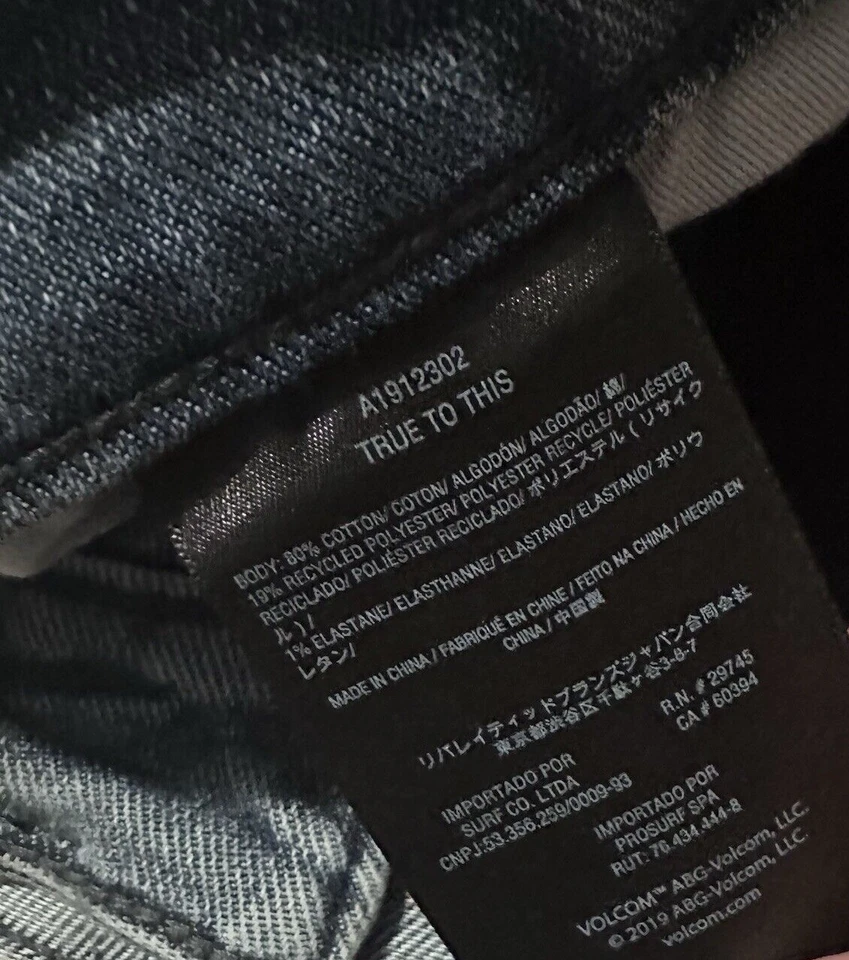 A1912302
TRUE TO THIS
BODY: 80% COTTON/ COTON/ ALGODÓN/ ALGODÃO/ 綿/
19% RECYCLED POLYESTER/ POLYESTER RECYCLE/ POLIÉSTER
RECICLADO/ POLIÉSTER RECICLADO/ ポリエステル ( リサイク
ル ) /
1% ELASTANE/ ELASTHANNE/ ELASTANO/ ELASTANO/ ポリウ
レタン/
MADE IN CHINA / FABRIQUÉ EN CHINE / FEITO NA CHINA / HECHO EN
CHINA / 中国製
リバレイティッドブランズジャパン合同会社
東京都渋谷区千駄ヶ谷3-8-7
R.N. # 29745
CA # 60394
IMPORTADO POR
SURF CO. LTDA
CNPJ-53.356.259/0009-93
IMPORTADO POR
PROSURF SPA
RUT: 76.434.444-8
VOLCOM™ ABG-Volcom, LLC.
© 2019 ABG-Volcom, LLC.
volcom.com